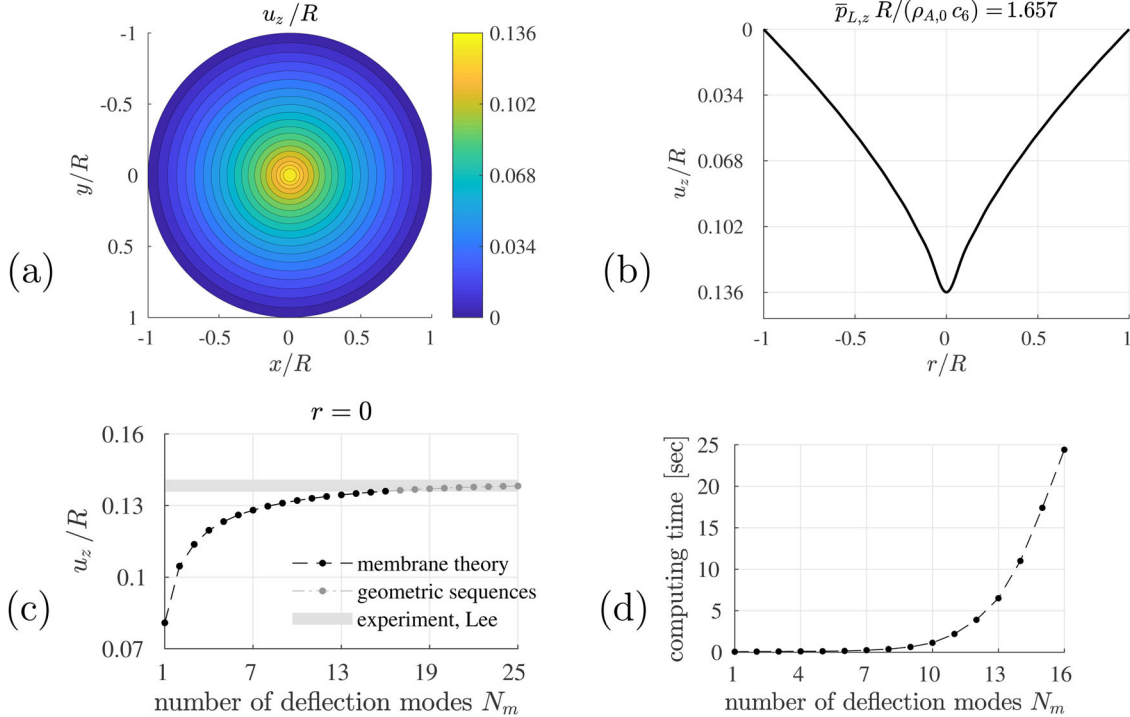 (a)
u_z/R
-1
-0.5
0
0.5
1
y/R
-1
-0.5
0
0.5
1
x/R
0.136
0.102
0.068
0.034
0
(b)
p̅_{L,z} R/(ρ_{A,0} c_6) = 1.657
0
0.034
0.068
0.102
0.136
u_z/R
-1
-0.5
0
0.5
1
r/R
(c)
r = 0
0.16
0.13
0.1
0.07
u_z/R
membrane theory
geometric sequences
experiment, Lee
1
7
13
19
25
number of deflection modes N_m
(d)
25
20
15
10
5
0
computing time [sec]
1
4
7
10
13
16
number of deflection modes N_m